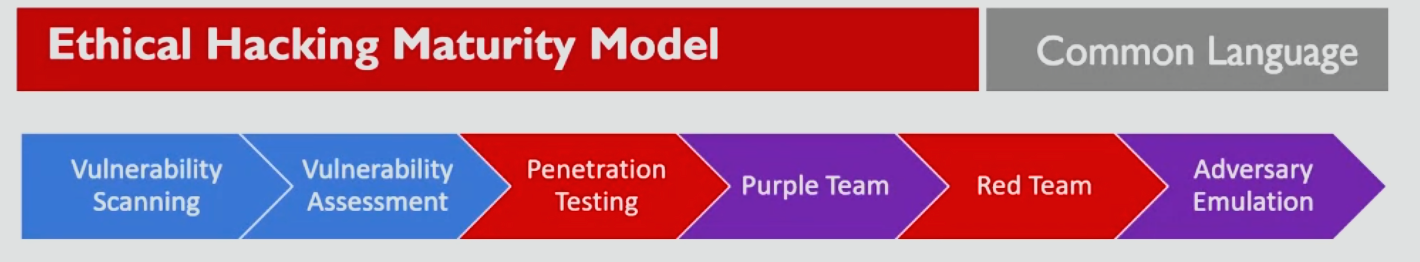 Ethical Hacking Maturity Model
Common Language
Vulnerability
Scanning
Vulnerability
Assessment
Penetration
Testing
Purple Team
Red Team
Adversary
Emulation